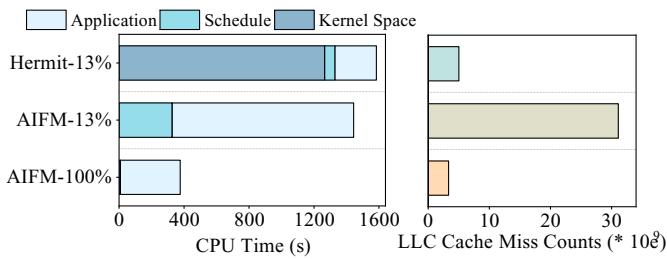 Application Schedule Kernel Space
Hermit-13%
AIFM-13%
AIFM-100%
0 400 800 1200 1600 0 10 20 30
CPU Time (s) LLC Cache Miss Counts (* 10e9)